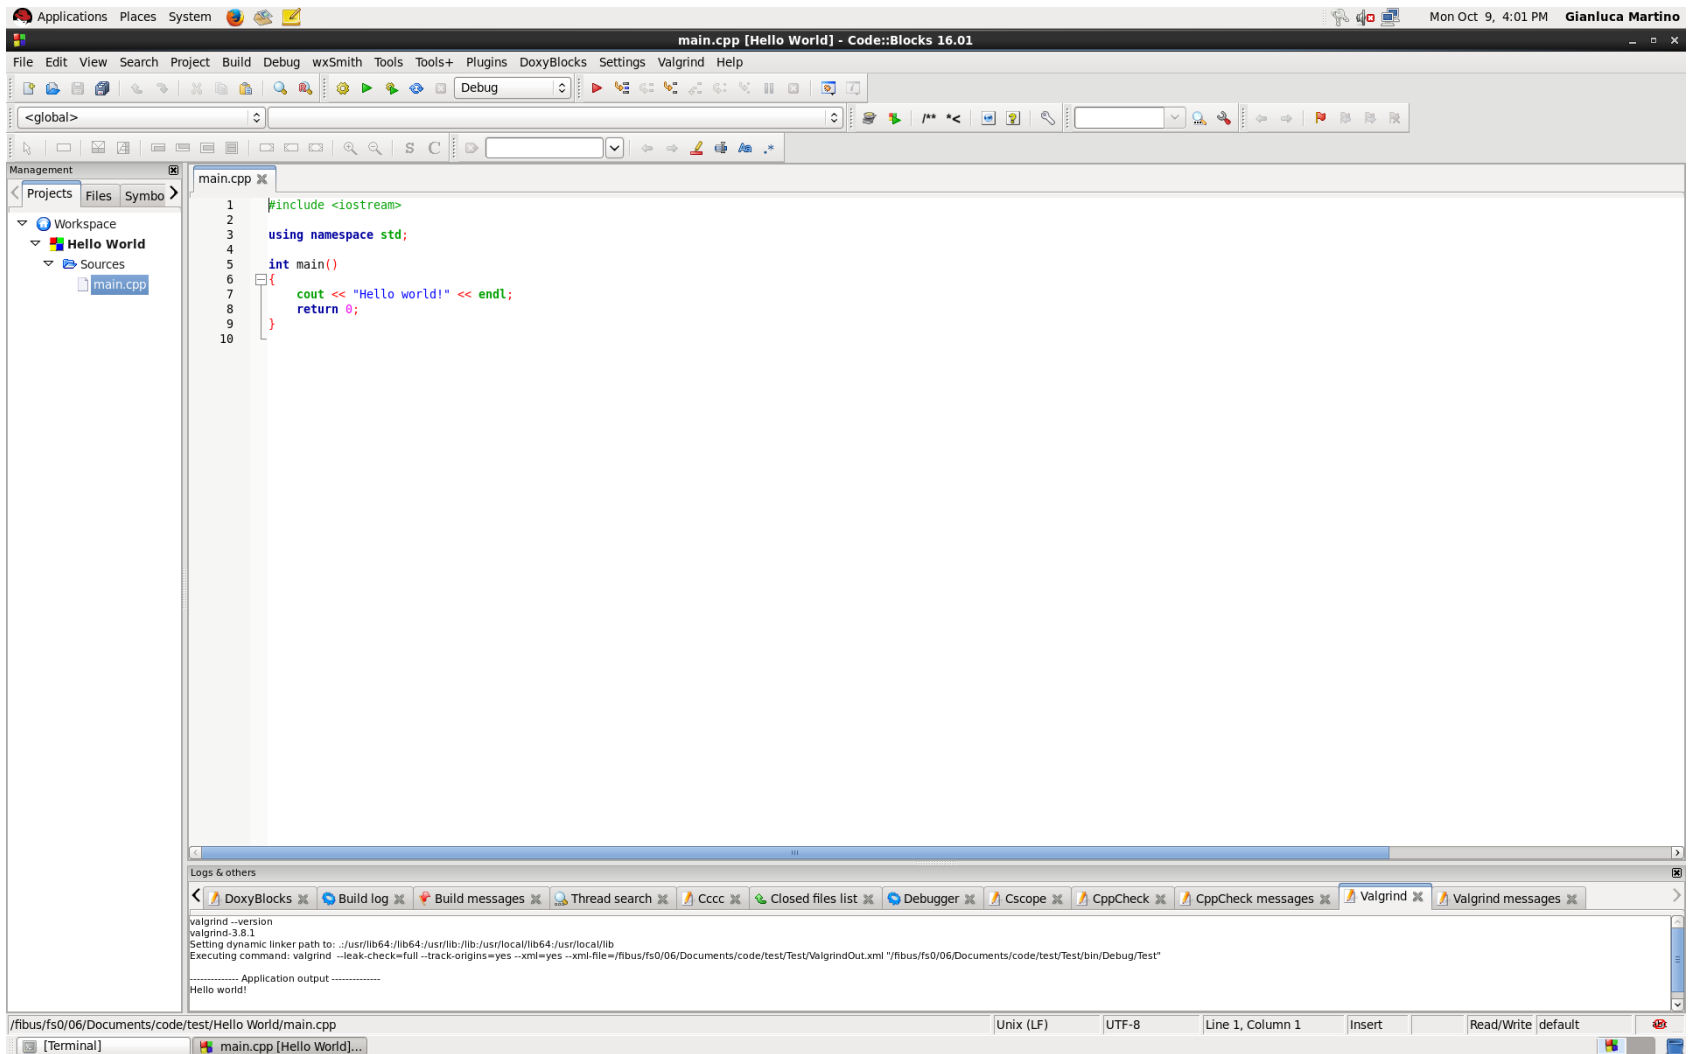 Applications Places System Mon Oct 9, 4:01 PM Gianluca Martino
main.cpp [Hello World] - Code::Blocks 16.01
File Edit View Search Project Build Debug wxSmith Tools Tools+ Plugins DoxyBlocks Settings Valgrind Help
Debug
<global> /** *<
S C .*
Management
Projects Files Symbo
Workspace
Hello World
Sources
main.cpp
main.cpp
1 #include <iostream>
2
3 using namespace std;
4
5 int main()
6 {
7 cout << "Hello world!" << endl;
8 return 0;
9 }
10
Logs & others
DoxyBlocks Build log Build messages Thread search Cccc Closed files list Debugger Cscope CppCheck CppCheck messages Valgrind Valgrind messages
valgrind --version
valgrind-3.8.1
Setting dynamic linker path to: .:/usr/lib64:/lib64:/usr/lib:/lib:/usr/local/lib64:/usr/local/lib
Executing command: valgrind --leak-check=full --track-origins=yes --xml=yes --xml-file=/fibus/fs0/06/Documents/code/test/Test/ValgrindOut.xml "/fibus/fs0/06/Documents/code/test/Test/bin/Debug/Test"
-------------- Application output --------------
Hello world!
/fibus/fs0/06/Documents/code/test/Hello World/main.cpp Unix (LF) UTF-8 Line 1, Column 1 Insert Read/Write default
[Terminal] main.cpp [Hello World]...